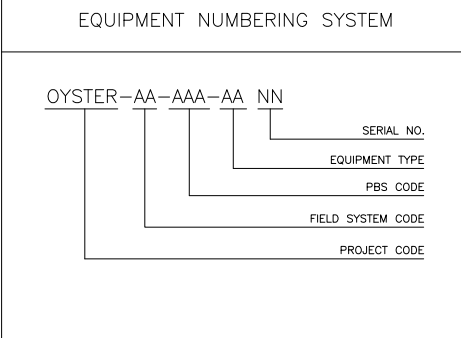 EQUIPMENT NUMBERING SYSTEM
OYSTER-AA-AAA-AA NN
SERIAL NO.
EQUIPMENT TYPE
PBS CODE
FIELD SYSTEM CODE
PROJECT CODE